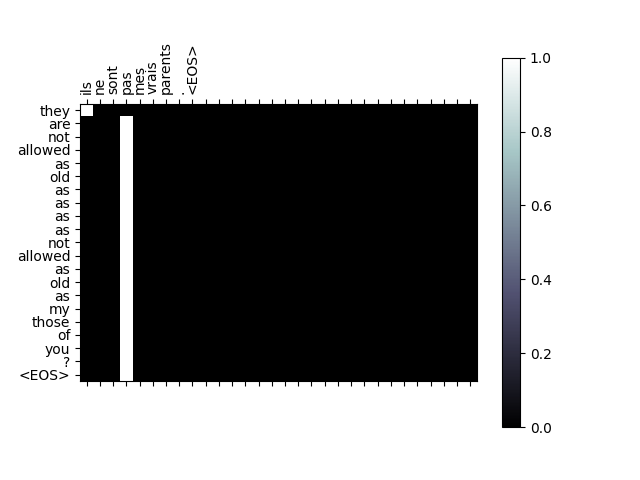 ils
ne
sont
pas
mes
vrais
parents
.
<EOS>
they
are
not
allowed
as
old
as
as
as
as
not
allowed
as
old
as
my
those
of
you
?
<EOS>
1.0
0.8
0.6
0.4
0.2
0.0